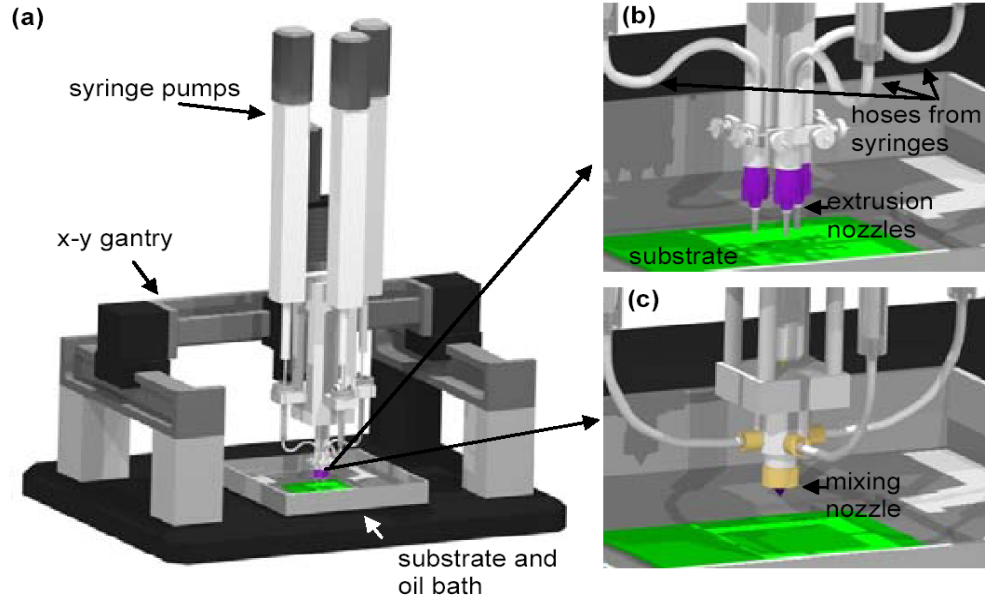 (a)
syringe pumps
x-y gantry
substrate and
oil bath
(b)
hoses from
syringes
extrusion
nozzles
substrate
(c)
mixing
nozzle